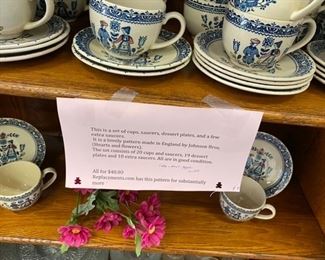 This is a set of cups, saucers, dessert plates, and a few
extra saucers.
It is a lovely pattern made in England by Johnson Bros.
(Hearts and flowers).
The set consists of 20 cups and saucers, 19 dessert
plates and 10 extra saucers. All are in good condition.
All for $40.00
Replacements.com has this pattern for substantially
more